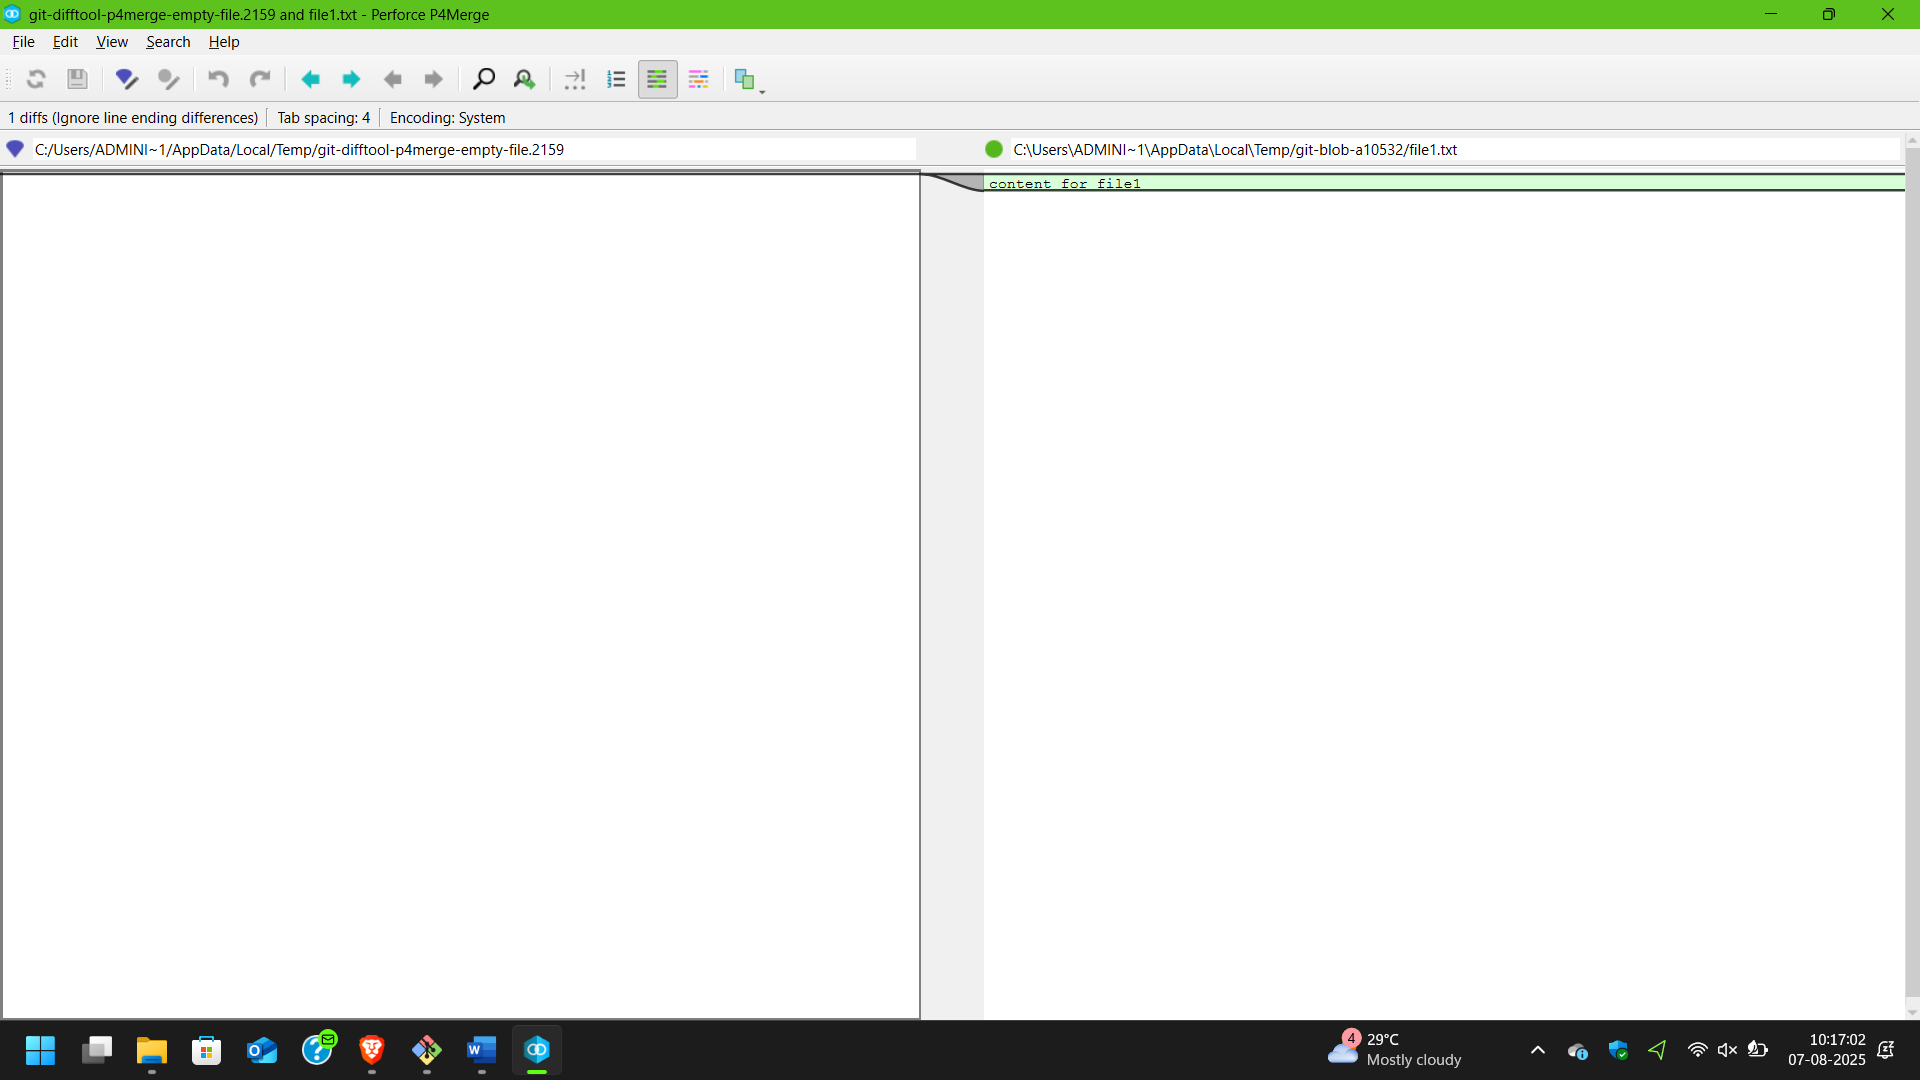 git-difftool-p4merge-empty-file.2159 and file1.txt - Perforce P4Merge
File Edit View Search Help
1 diffs (Ignore line ending differences) Tab spacing: 4 Encoding: System
C:/Users/ADMINI~1/AppData/Local/Temp/git-difftool-p4merge-empty-file.2159
C:\Users\ADMINI~1\AppData\Local\Temp/git-blob-a10532/file1.txt
content for file1
4 29°C
Mostly cloudy
10:17:02
07-08-2025